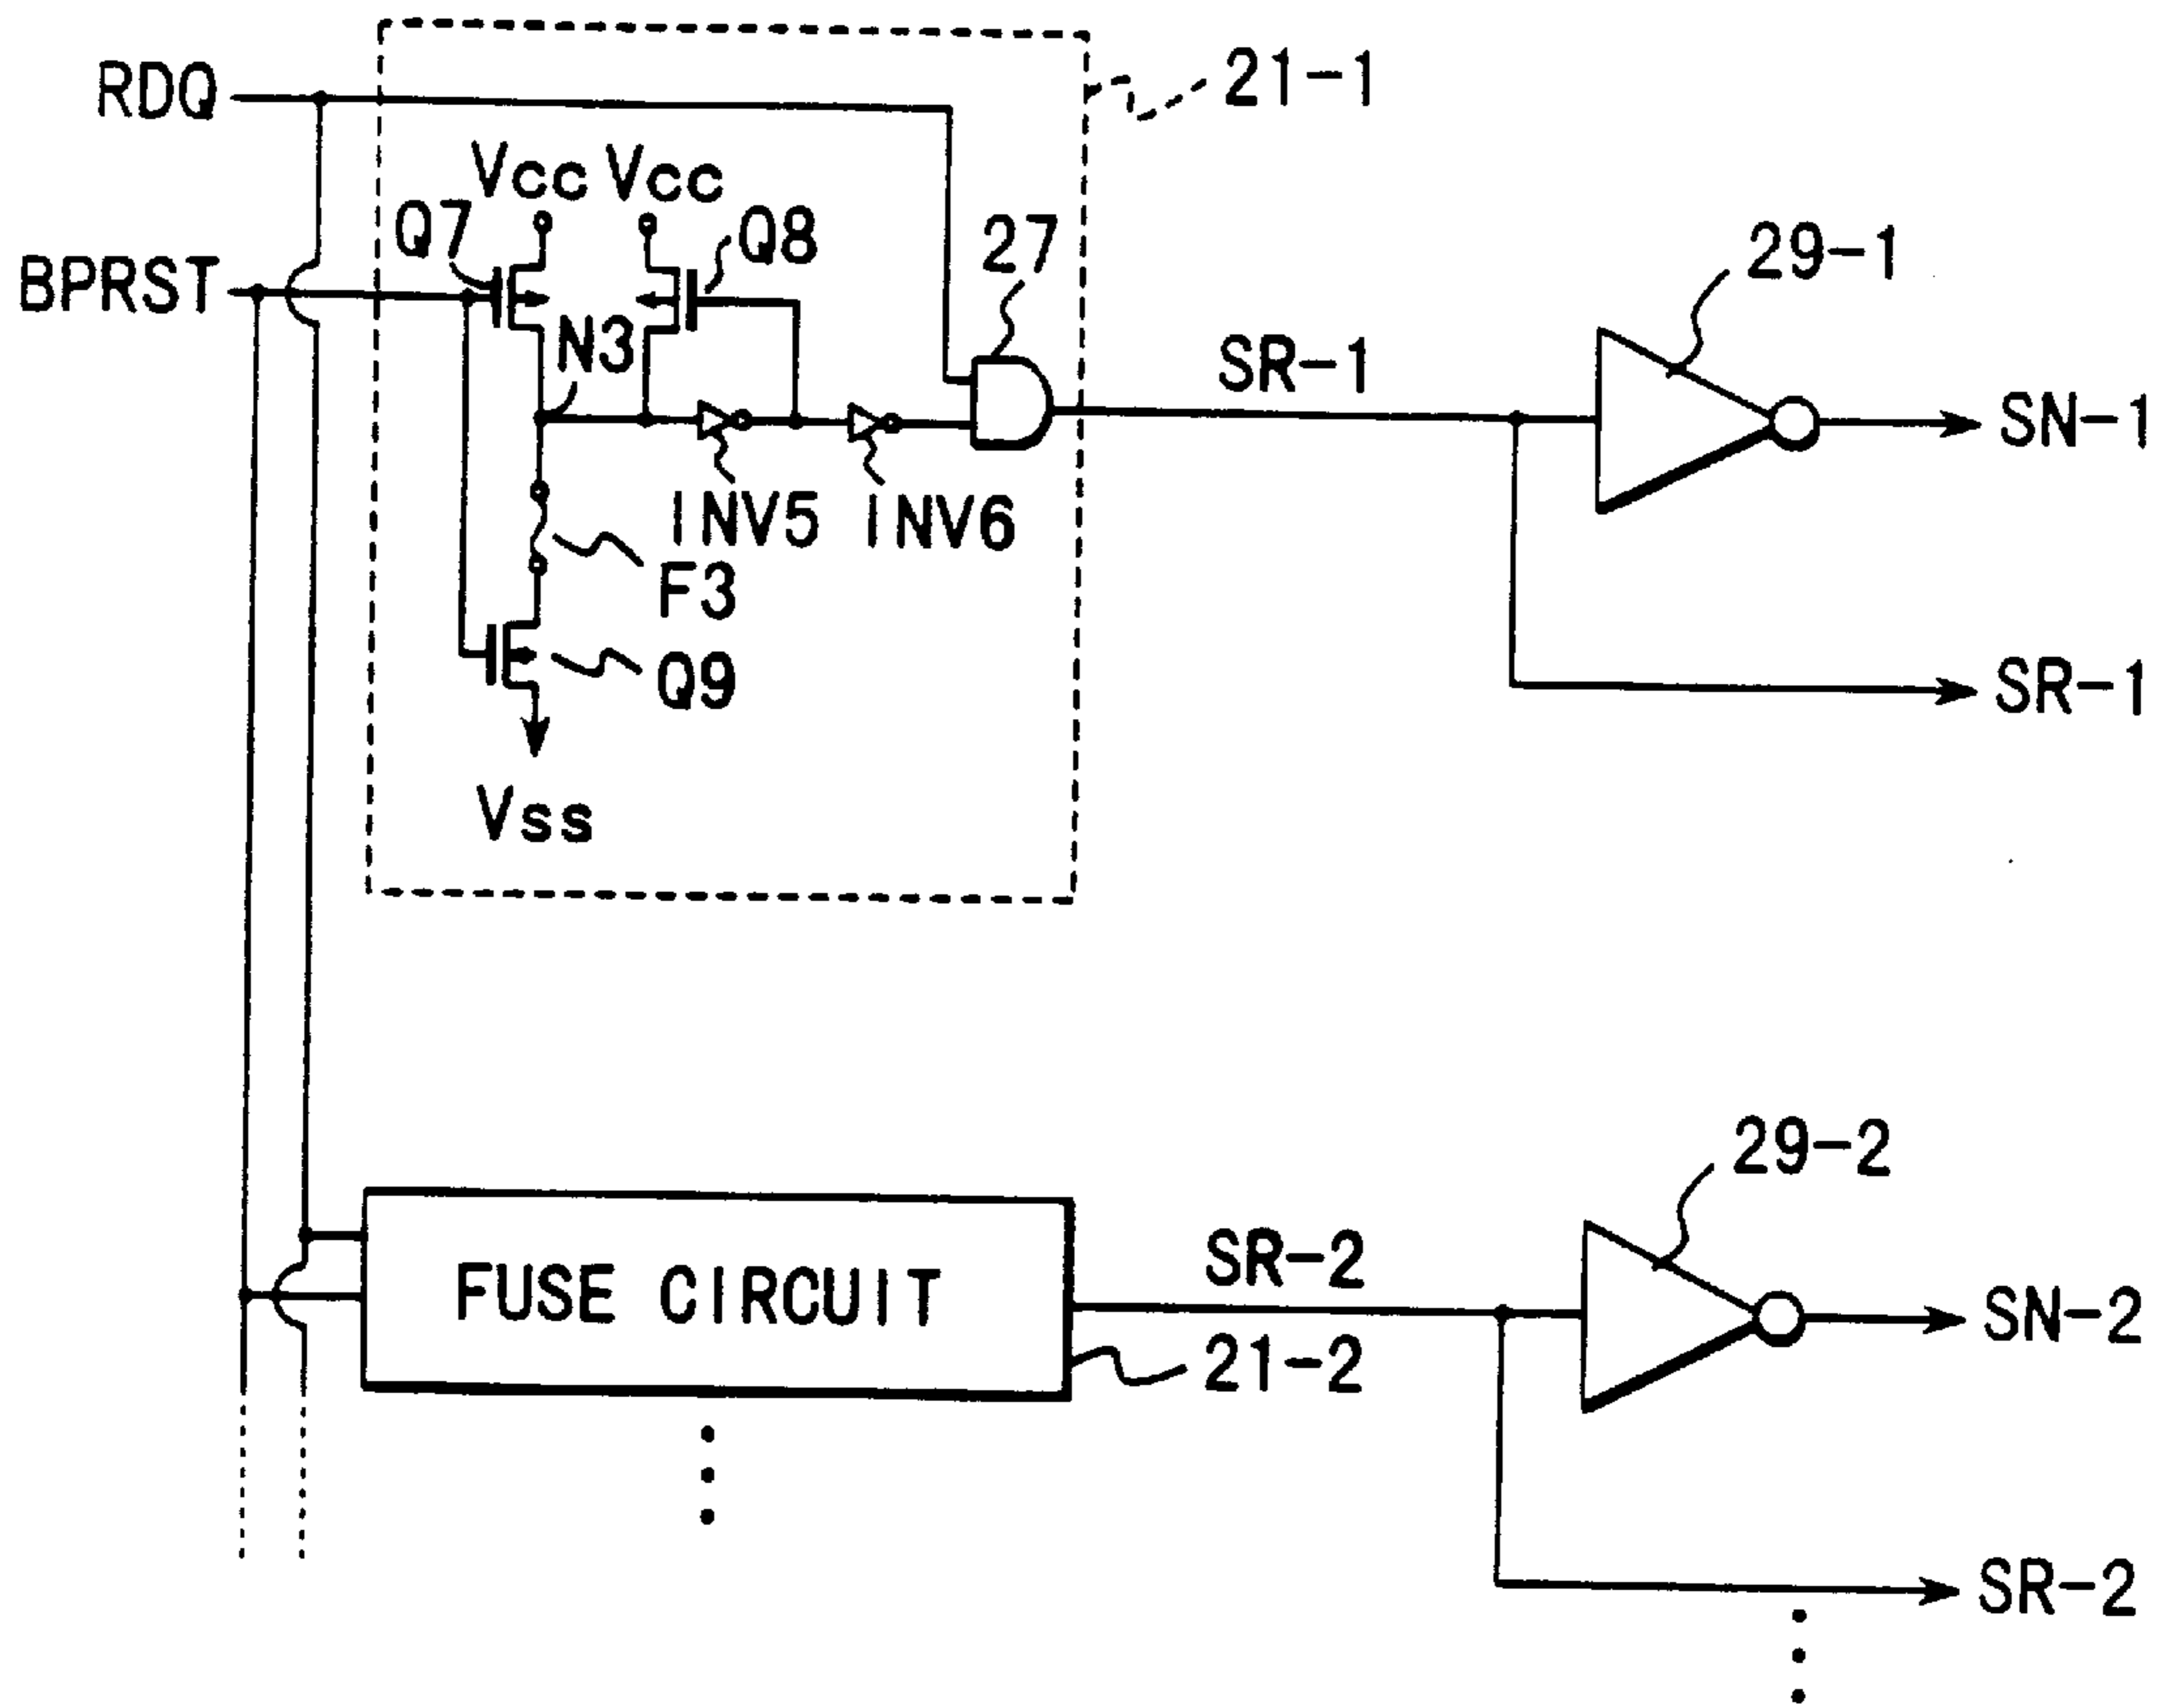 RDQ
21-1
Vcc Vcc
Q7
Q8
27
29-1
BPRST
N3
SR-1
SN-1
INV5 INV6
F3
Q9
SR-1
Vss
29-2
FUSE CIRCUIT
SR-2
SN-2
21-2
SR-2